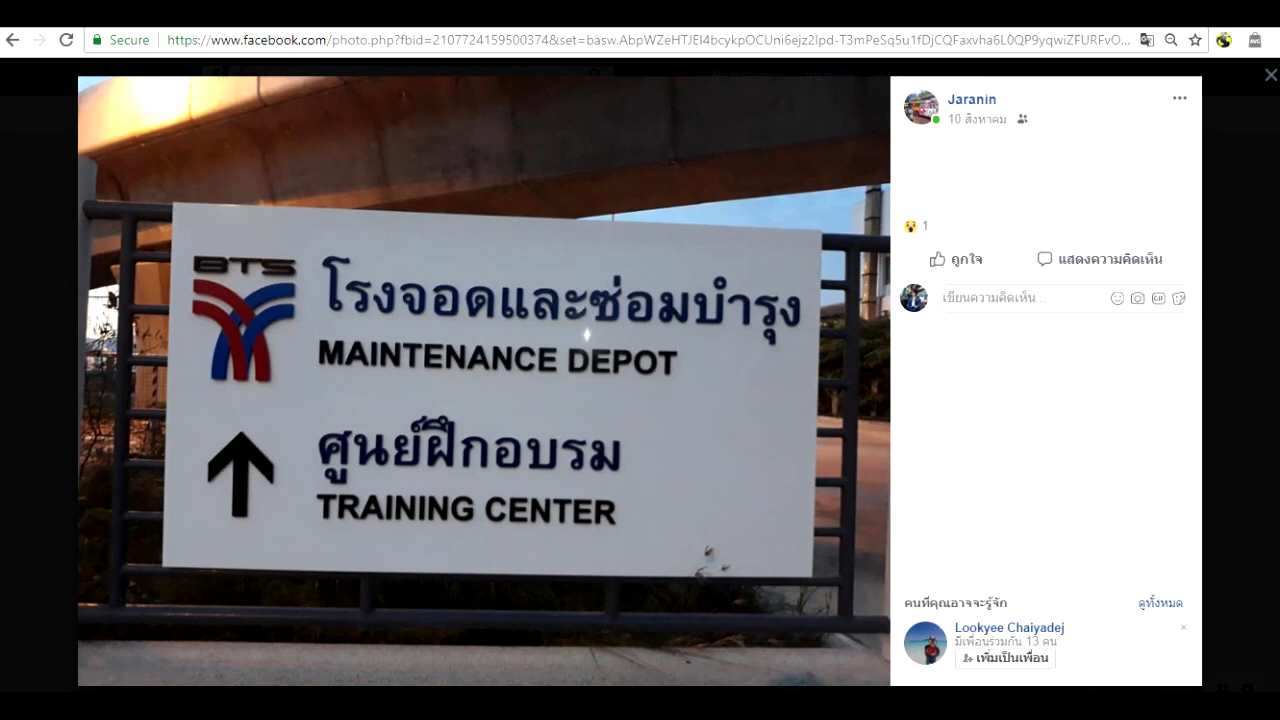 Secure
https://www.facebook.com/photo.php?fbid=2107724159500374&set=basw.AbpWZeHTJEI4bcykpOCUni6ejz2Ipd-T3mPeSq5u1fDjCQFaxvha6L0QP9yqwiZFURFvO...
BTS
โรงจอดและซ่อมบำรุง
MAINTENANCE DEPOT
ศูนย์ฝึกอบรม
TRAINING CENTER
Jaranin
10 สิงหาคม
1
ถูกใจ
แสดงความคิดเห็น
เขียนความคิดเห็น...
GIF
คนที่คุณอาจจะรู้จัก
ดูทั้งหมด
Lookyee Chaiyadej
มีเพื่อนร่วมกัน 13 คน
เพิ่มเป็นเพื่อน